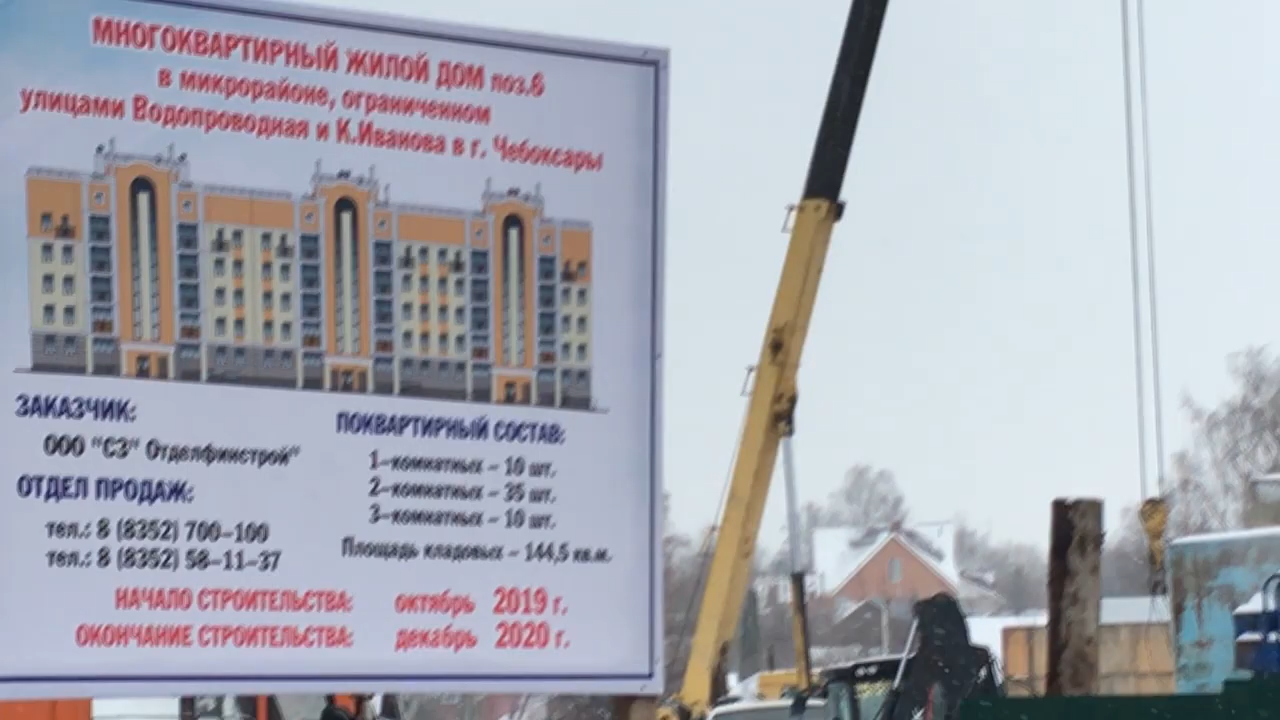 МНОГОКВАРТИРНЫЙ ЖИЛОЙ ДОМ поз.6
в микрорайоне, ограниченном
улицами Водопроводная и К.Иванова в г. Чебоксары
ЗАКАЗЧИК:
ООО "СЗ" Отделфинстрой"
ОТДЕЛ ПРОДАЖ:
тел.: 8 (8352) 700-100
тел.: 8 (8352) 58-11-37
ПОКВАРТИРНЫЙ СОСТАВ:
1-комнатных - 10 шт.
2-комнатных - 35 шт.
3-комнатных - 10 шт.
Площадь кладовых - 144,5 кв.м.
НАЧАЛО СТРОИТЕЛЬСТВА: октябрь 2019 г.
ОКОНЧАНИЕ СТРОИТЕЛЬСТВА: декабрь 2020 г.